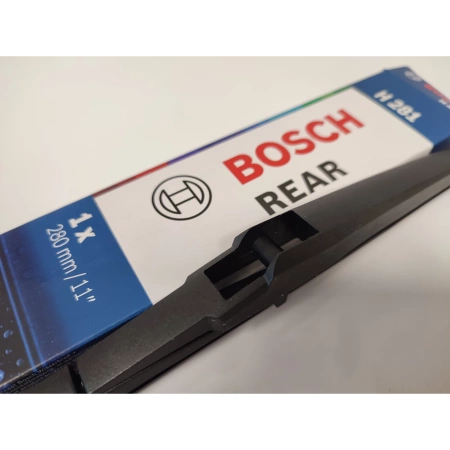 BOSCH
REAR
H 281
1 x
280 mm / 11"